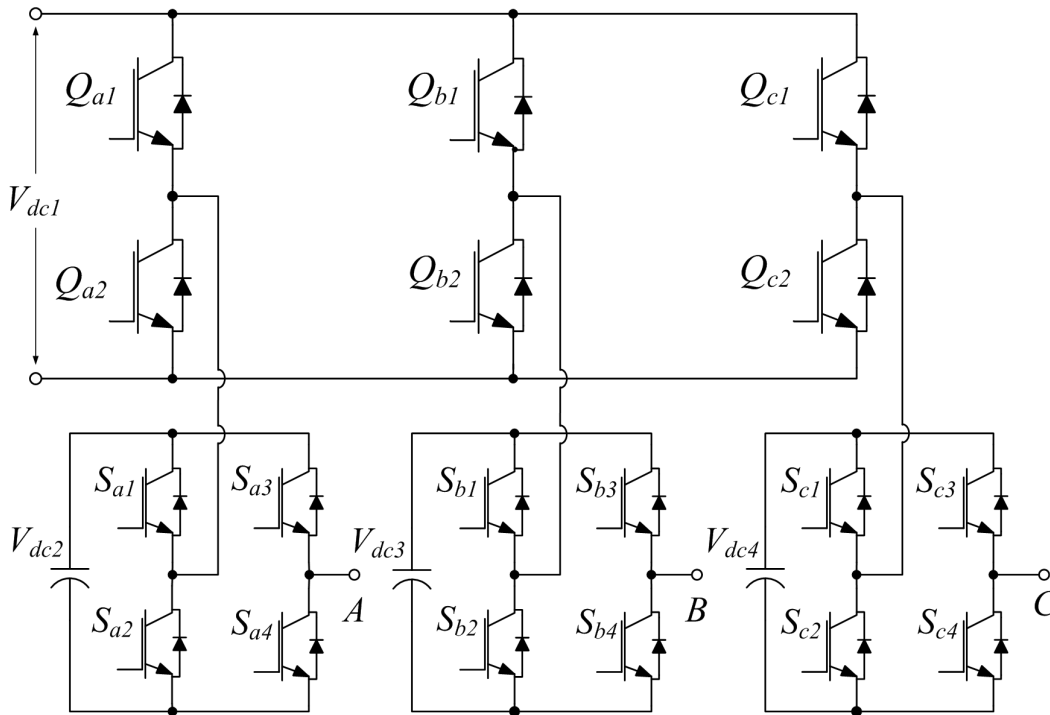 Qa1
Qb1
Qc1
Vdc1
Qa2
Qb2
Qc2
Sa1
Sa3
Sb1
Sb3
Sc1
Sc3
Vdc2
Vdc3
Vdc4
A
B
C
Sa2
Sa4
Sb2
Sb4
Sc2
Sc4